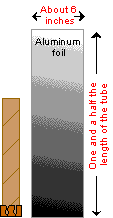 About 6
inches
Aluminum
foil
One and a half the
length of the tube